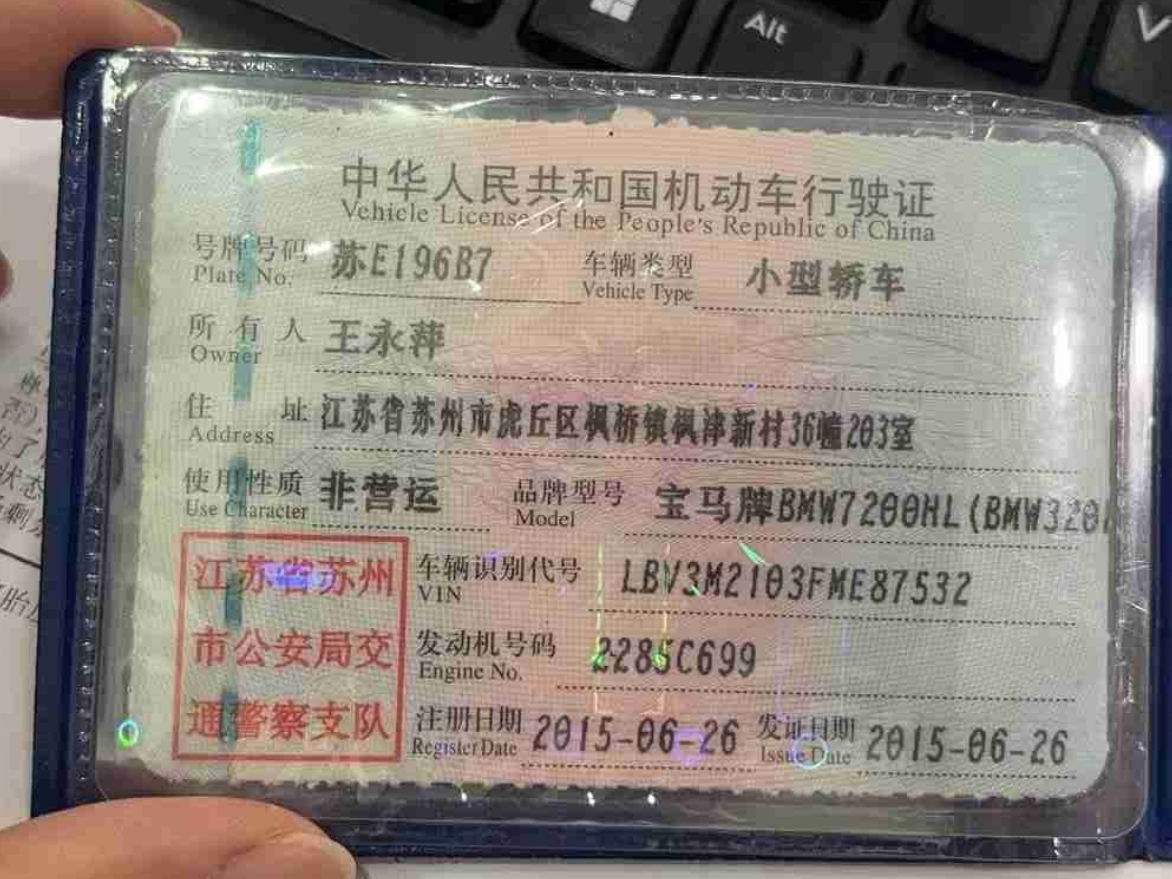 Alt
中华人民共和国机动车行驶证
Vehicle License of the People's Republic of China
号牌号码 苏E196B7 车辆类型 小型轿车
Plate No. Vehicle Type
所有人 王永萍
Owner
住址 江苏省苏州市虎丘区枫桥镇枫津新村36幢203室
Address
使用性质 非营运 品牌型号 宝马牌BMW7200HL(BMW320
Use Character Model
江苏省苏州 车辆识别代号 LBV3M2103FME87532
VIN
市公安局交 发动机号码 2285C699
Engine No.
通警察支队 注册日期 2015-06-26 发证日期 2015-06-26
Register Date Issue Date